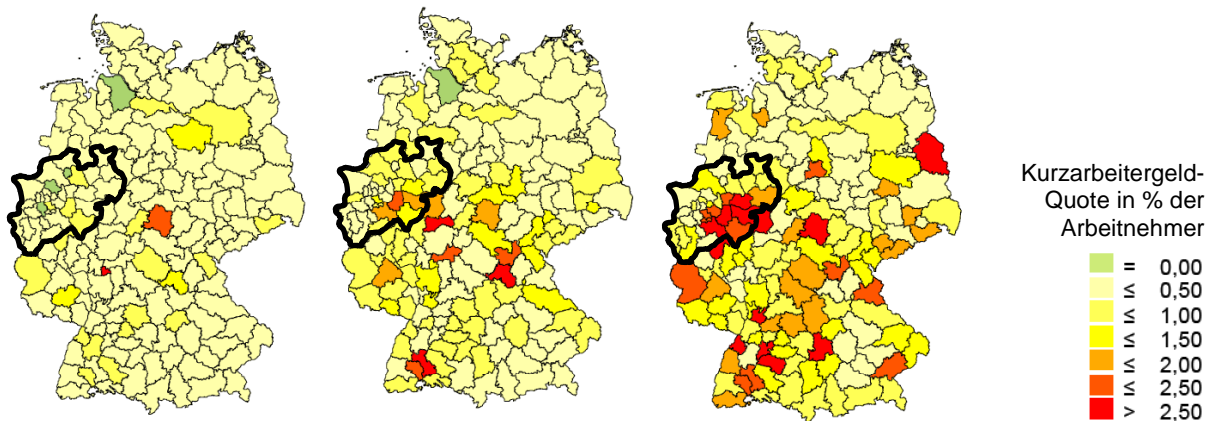 Kurzarbeitergeld-
Quote in % der
Arbeitnehmer
= 0,00
≤ 0,50
≤ 1,00
≤ 1,50
≤ 2,00
≤ 2,50
> 2,50